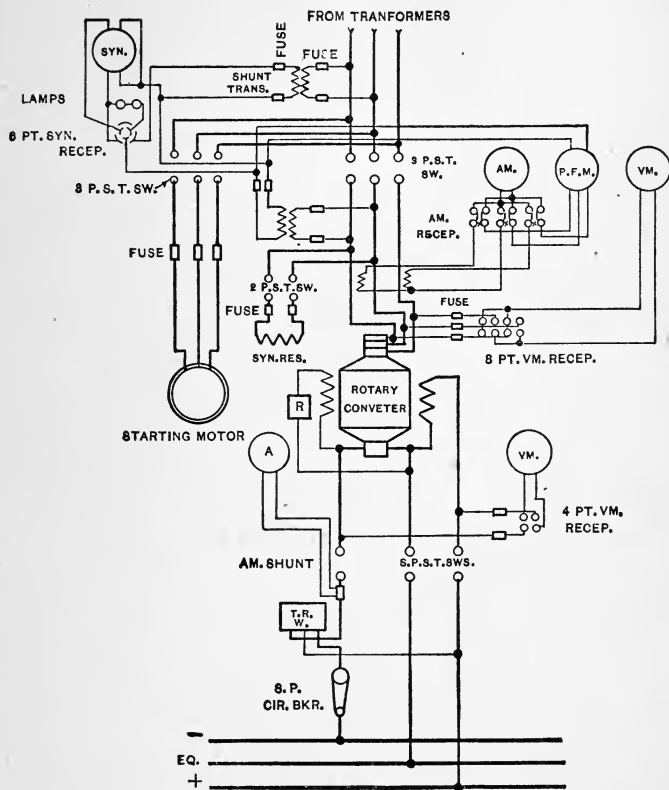 FROM TRANFORMERS
SYN.
FUSE
FUSE
SHUNT
TRANS.
LAMPS
6 PT. SYN.
RECEP.
3 P.S.T.
SW.
AM.
P.F.M.
VM.
3 P.S.T. SW.
AM.
RECEP.
FUSE
2 P.S.T. SW.
FUSE
FUSE
SYN. RES.
8 PT. VM. RECEP.
R
ROTARY
CONVETER
STARTING MOTOR
A
VM.
4 PT. VM.
RECEP.
AM. SHUNT
S.P.S.T. SWS.
T.R.
W.
S.P.
CIR. BKR.
-
EQ.
+